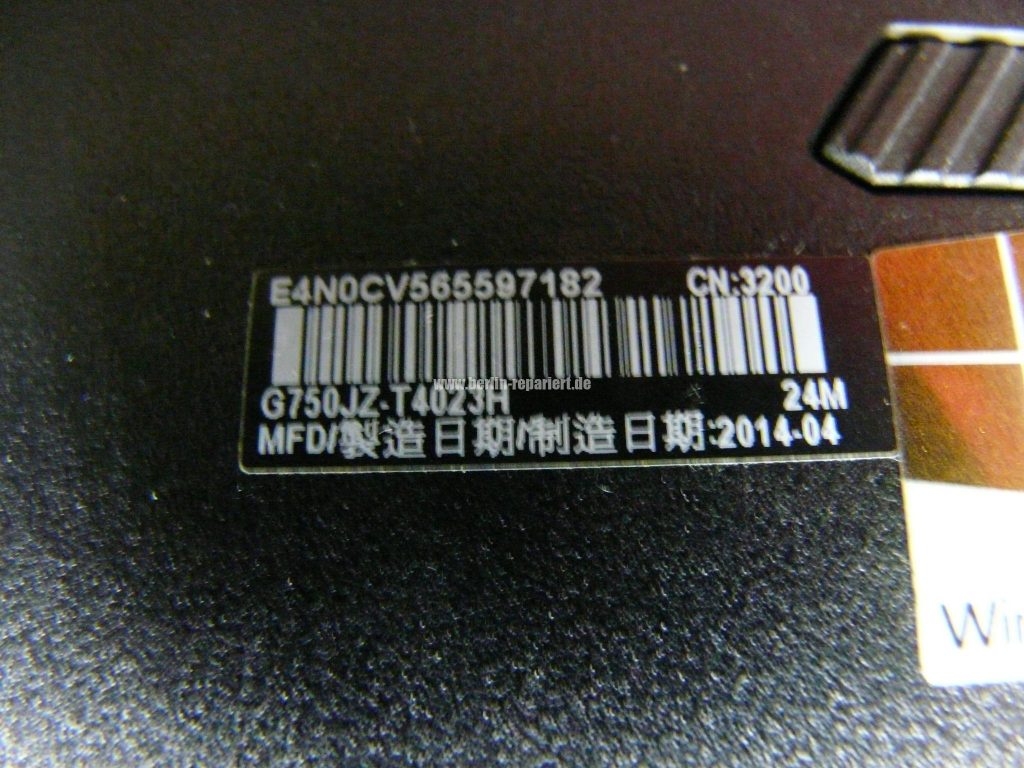 E4N0CV565597182 CN:3200
www.berlin-repariert.de
G750JZ-T4023H 24M
MFD/製造日期/制造日期:2014-04
Win